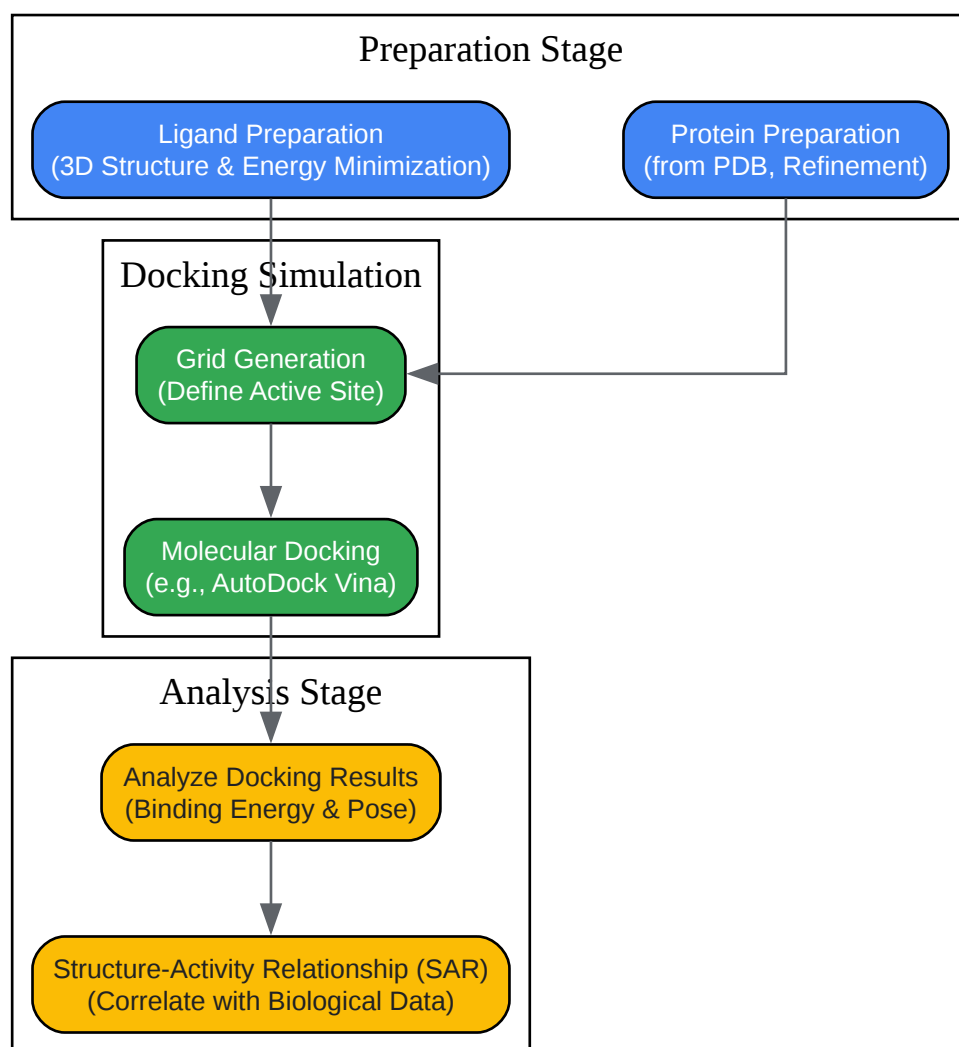 Preparation Stage
Ligand Preparation
(3D Structure & Energy Minimization)
Protein Preparation
(from PDB, Refinement)
Docking Simulation
Grid Generation
(Define Active Site)
Molecular Docking
(e.g., AutoDock Vina)
Analysis Stage
Analyze Docking Results
(Binding Energy & Pose)
Structure-Activity Relationship (SAR)
(Correlate with Biological Data)